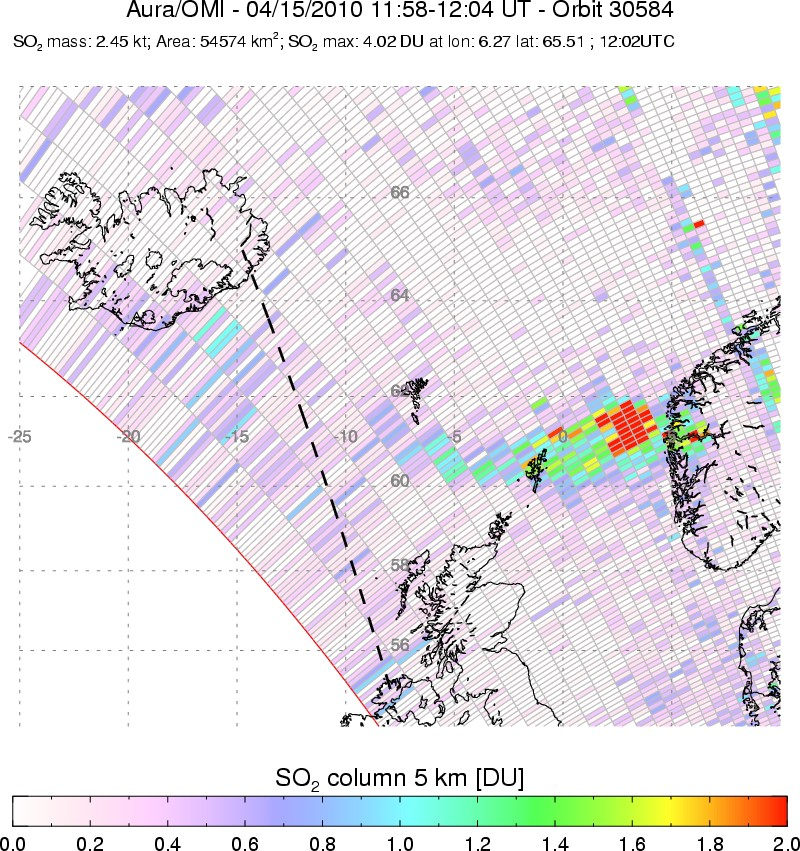 Aura/OMI - 04/15/2010 11:58-12:04 UT - Orbit 30584
SO₂ mass: 2.45 kt; Area: 54574 km²; SO₂ max: 4.02 DU at lon: 6.27 lat: 65.51 ; 12:02UTC
66
64
62
-25 -20 -15 -10 -5 0
60
58
56
SO₂ column 5 km [DU]
0.0 0.2 0.4 0.6 0.8 1.0 1.2 1.4 1.6 1.8 2.0